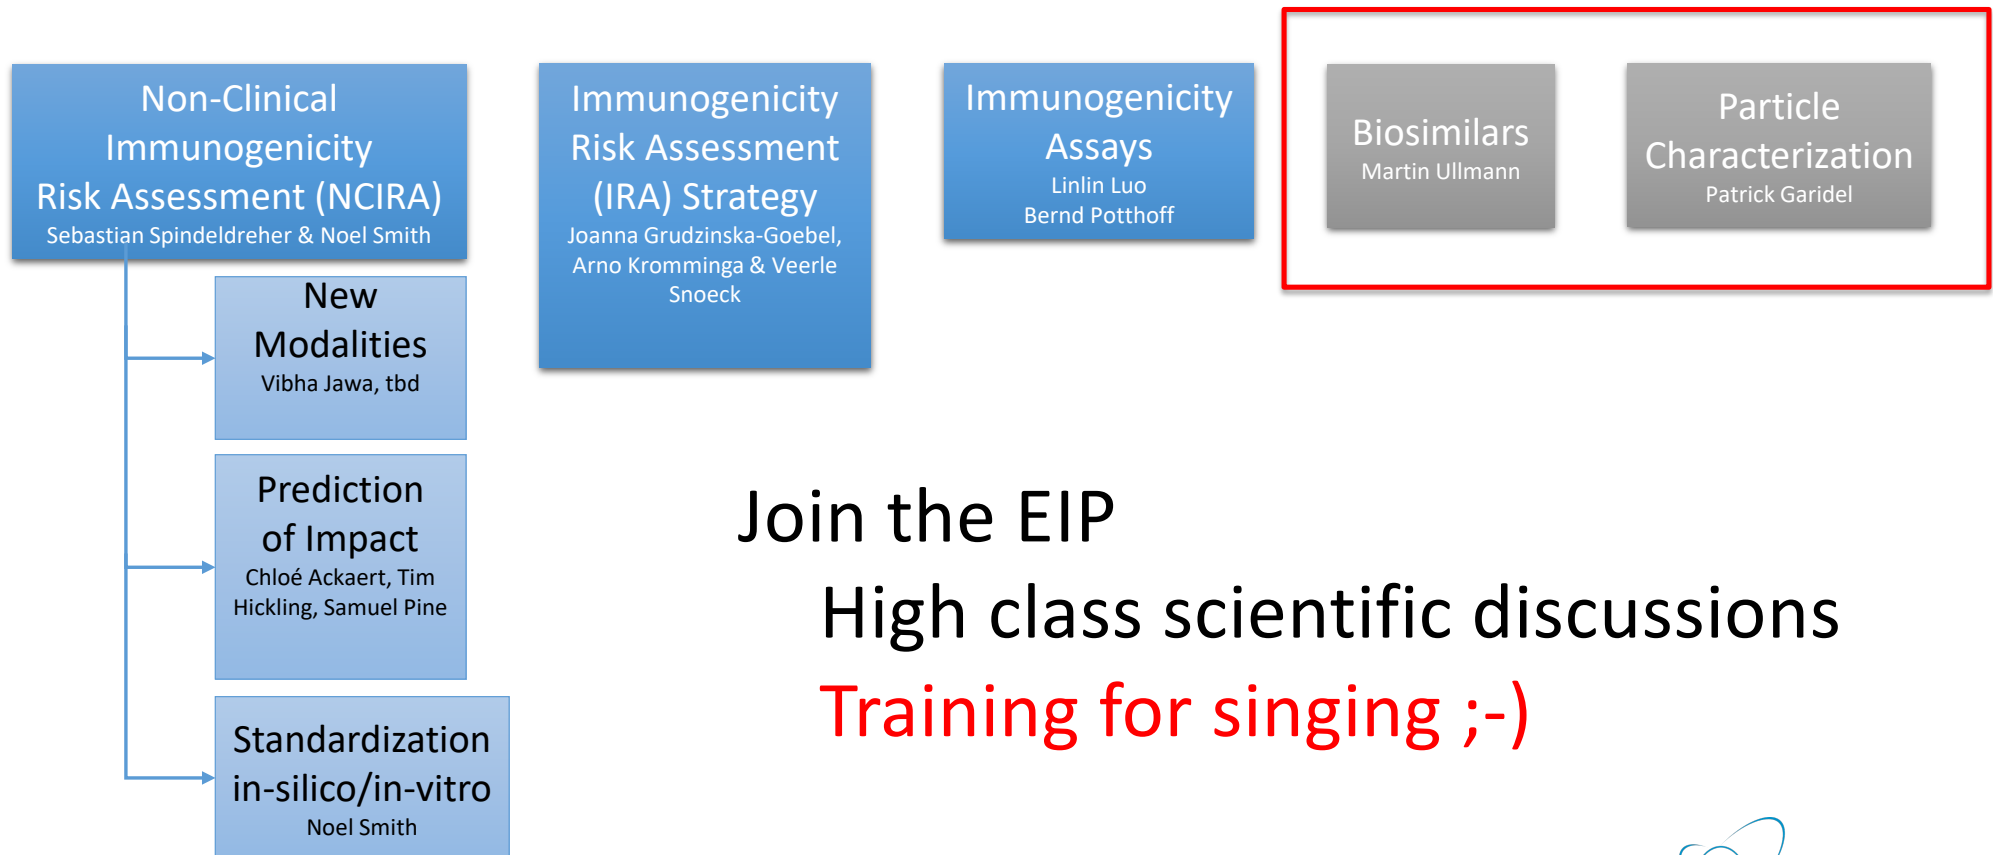 Non-Clinical
Immunogenicity
Risk Assessment (NCIRA)
Sebastian Spindeldreher & Noel Smith
New
Modalities
Vibha Jawa, tbd
Prediction
of Impact
Chloé Ackaert, Tim
Hickling, Samuel Pine
Standardization
in-silico/in-vitro
Noel Smith
Immunogenicity
Risk Assessment
(IRA) Strategy
Joanna Grudzinska-Goebel,
Arno Kromminga & Veerle
Snoeck
Immunogenicity
Assays
Linlin Luo
Bernd Potthoff
Biosimilars
Martin Ullmann
Particle
Characterization
Patrick Garidel
Join the EIP
High class scientific discussions
Training for singing ;-)